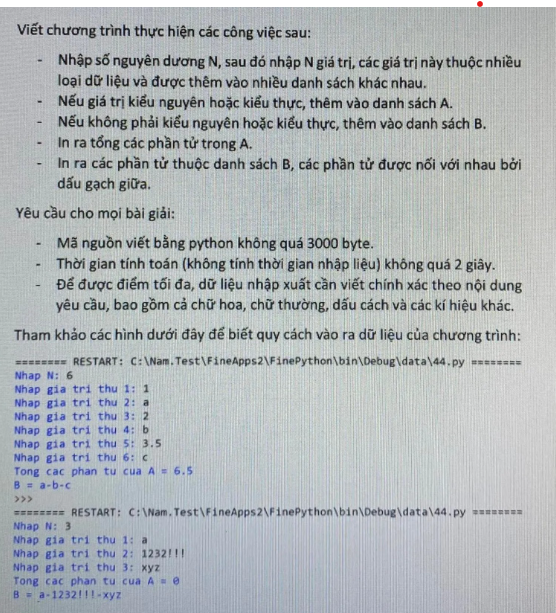 Viết chương trình thực hiện các công việc sau:
- Nhập số nguyên dương N, sau đó nhập N giá trị, các giá trị này thuộc nhiều
loại dữ liệu và được thêm vào nhiều danh sách khác nhau.
- Nếu giá trị kiểu nguyên hoặc kiểu thực, thêm vào danh sách A.
- Nếu không phải kiểu nguyên hoặc kiểu thực, thêm vào danh sách B.
- In ra tổng các phần tử trong A.
- In ra các phần tử thuộc danh sách B, các phần tử được nối với nhau bởi
dấu gạch giữa.
Yêu cầu cho mọi bài giải:
- Mã nguồn viết bằng python không quá 3000 byte.
- Thời gian tính toán (không tính thời gian nhập liệu) không quá 2 giây.
- Để được điểm tối đa, dữ liệu nhập xuất cần viết chính xác theo nội dung
yêu cầu, bao gồm cả chữ hoa, chữ thường, dấu cách và các kí hiệu khác.
Tham khảo các hình dưới đây để biết quy cách vào ra dữ liệu của chương trình:
======== RESTART: C:\Nam.Test\FineApps2\FinePython\bin\Debug\data\44.py ========
Nhap N: 6
Nhap gia tri thu 1: 1
Nhap gia tri thu 2: a
Nhap gia tri thu 3: 2
Nhap gia tri thu 4: b
Nhap gia tri thu 5: 3.5
Nhap gia tri thu 6: c
Tong cac phan tu cua A = 6.5
B = a-b-c
>>>
======== RESTART: C:\Nam.Test\FineApps2\FinePython\bin\Debug\data\44.py ========
Nhap N: 3
Nhap gia tri thu 1: a
Nhap gia tri thu 2: 1232!!!
Nhap gia tri thu 3: xyz
Tong cac phan tu cua A = 0
B = a-1232!!!-xyz